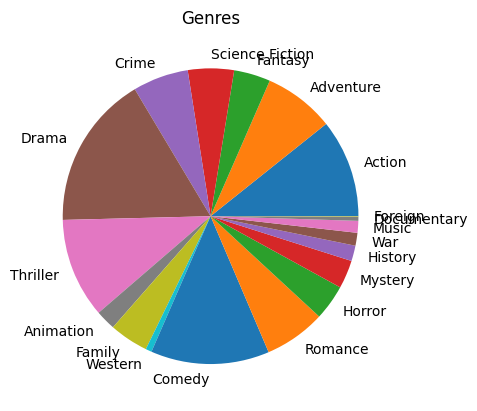 Genres
Science Fiction
Fantasy
Crime
Adventure
Drama
Action
Foreign
Documentary
Music
War
History
Thriller
Mystery
Horror
Animation
Romance
Family
Western
Comedy